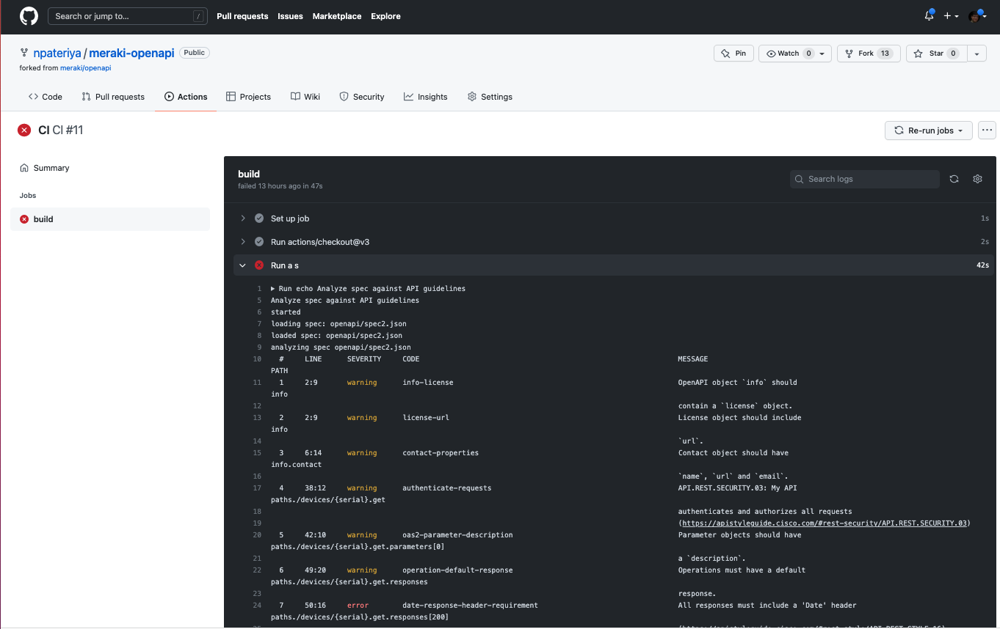 Search or jump to... /
Pull requests Issues Marketplace Explore
npateriya / meraki-openapi Public
Pin Watch 0 Fork 13 Star 0
forked from meraki/openapi
Code Pull requests Actions Projects Wiki Security Insights Settings
CI CI #11
Re-run jobs
Summary
Jobs
build
build
failed 13 hours ago in 47s
Search logs
Set up job 1s
Run actions/checkout@v3 2s
Run a s 42s
1 Run echo Analyze spec against API guidelines
5 Analyze spec against API guidelines
6 started
7 loading spec: openapi/spec2.json
8 loaded spec: openapi/spec2.json
9 analyzing spec openapi/spec2.json
10 # LINE SEVERITY CODE MESSAGE
PATH
11 1 2:9 warning info-license OpenAPI object `info` should
info
12 contain a `license` object.
13 2 2:9 warning license-url License object should include
info
14 `url`.
15 3 6:14 warning contact-properties Contact object should have
info.contact
16 `name`, `url` and `email`.
17 4 38:12 warning authenticate-requests API.REST.SECURITY.03: My API
paths./devices/{serial}.get
18 authenticates and authorizes all requests
19 (https://apistyleguide.cisco.com/#rest-security/API.REST.SECURITY.03)
20 5 42:10 warning oas2-parameter-description Parameter objects should have
paths./devices/{serial}.get.parameters[0]
21 a `description`.
22 6 49:20 warning operation-default-response Operations must have a default
paths./devices/{serial}.get.responses
23 response.
24 7 50:16 error date-response-header-requirement All responses must include a 'Date' header
paths./devices/{serial}.get.responses[200]